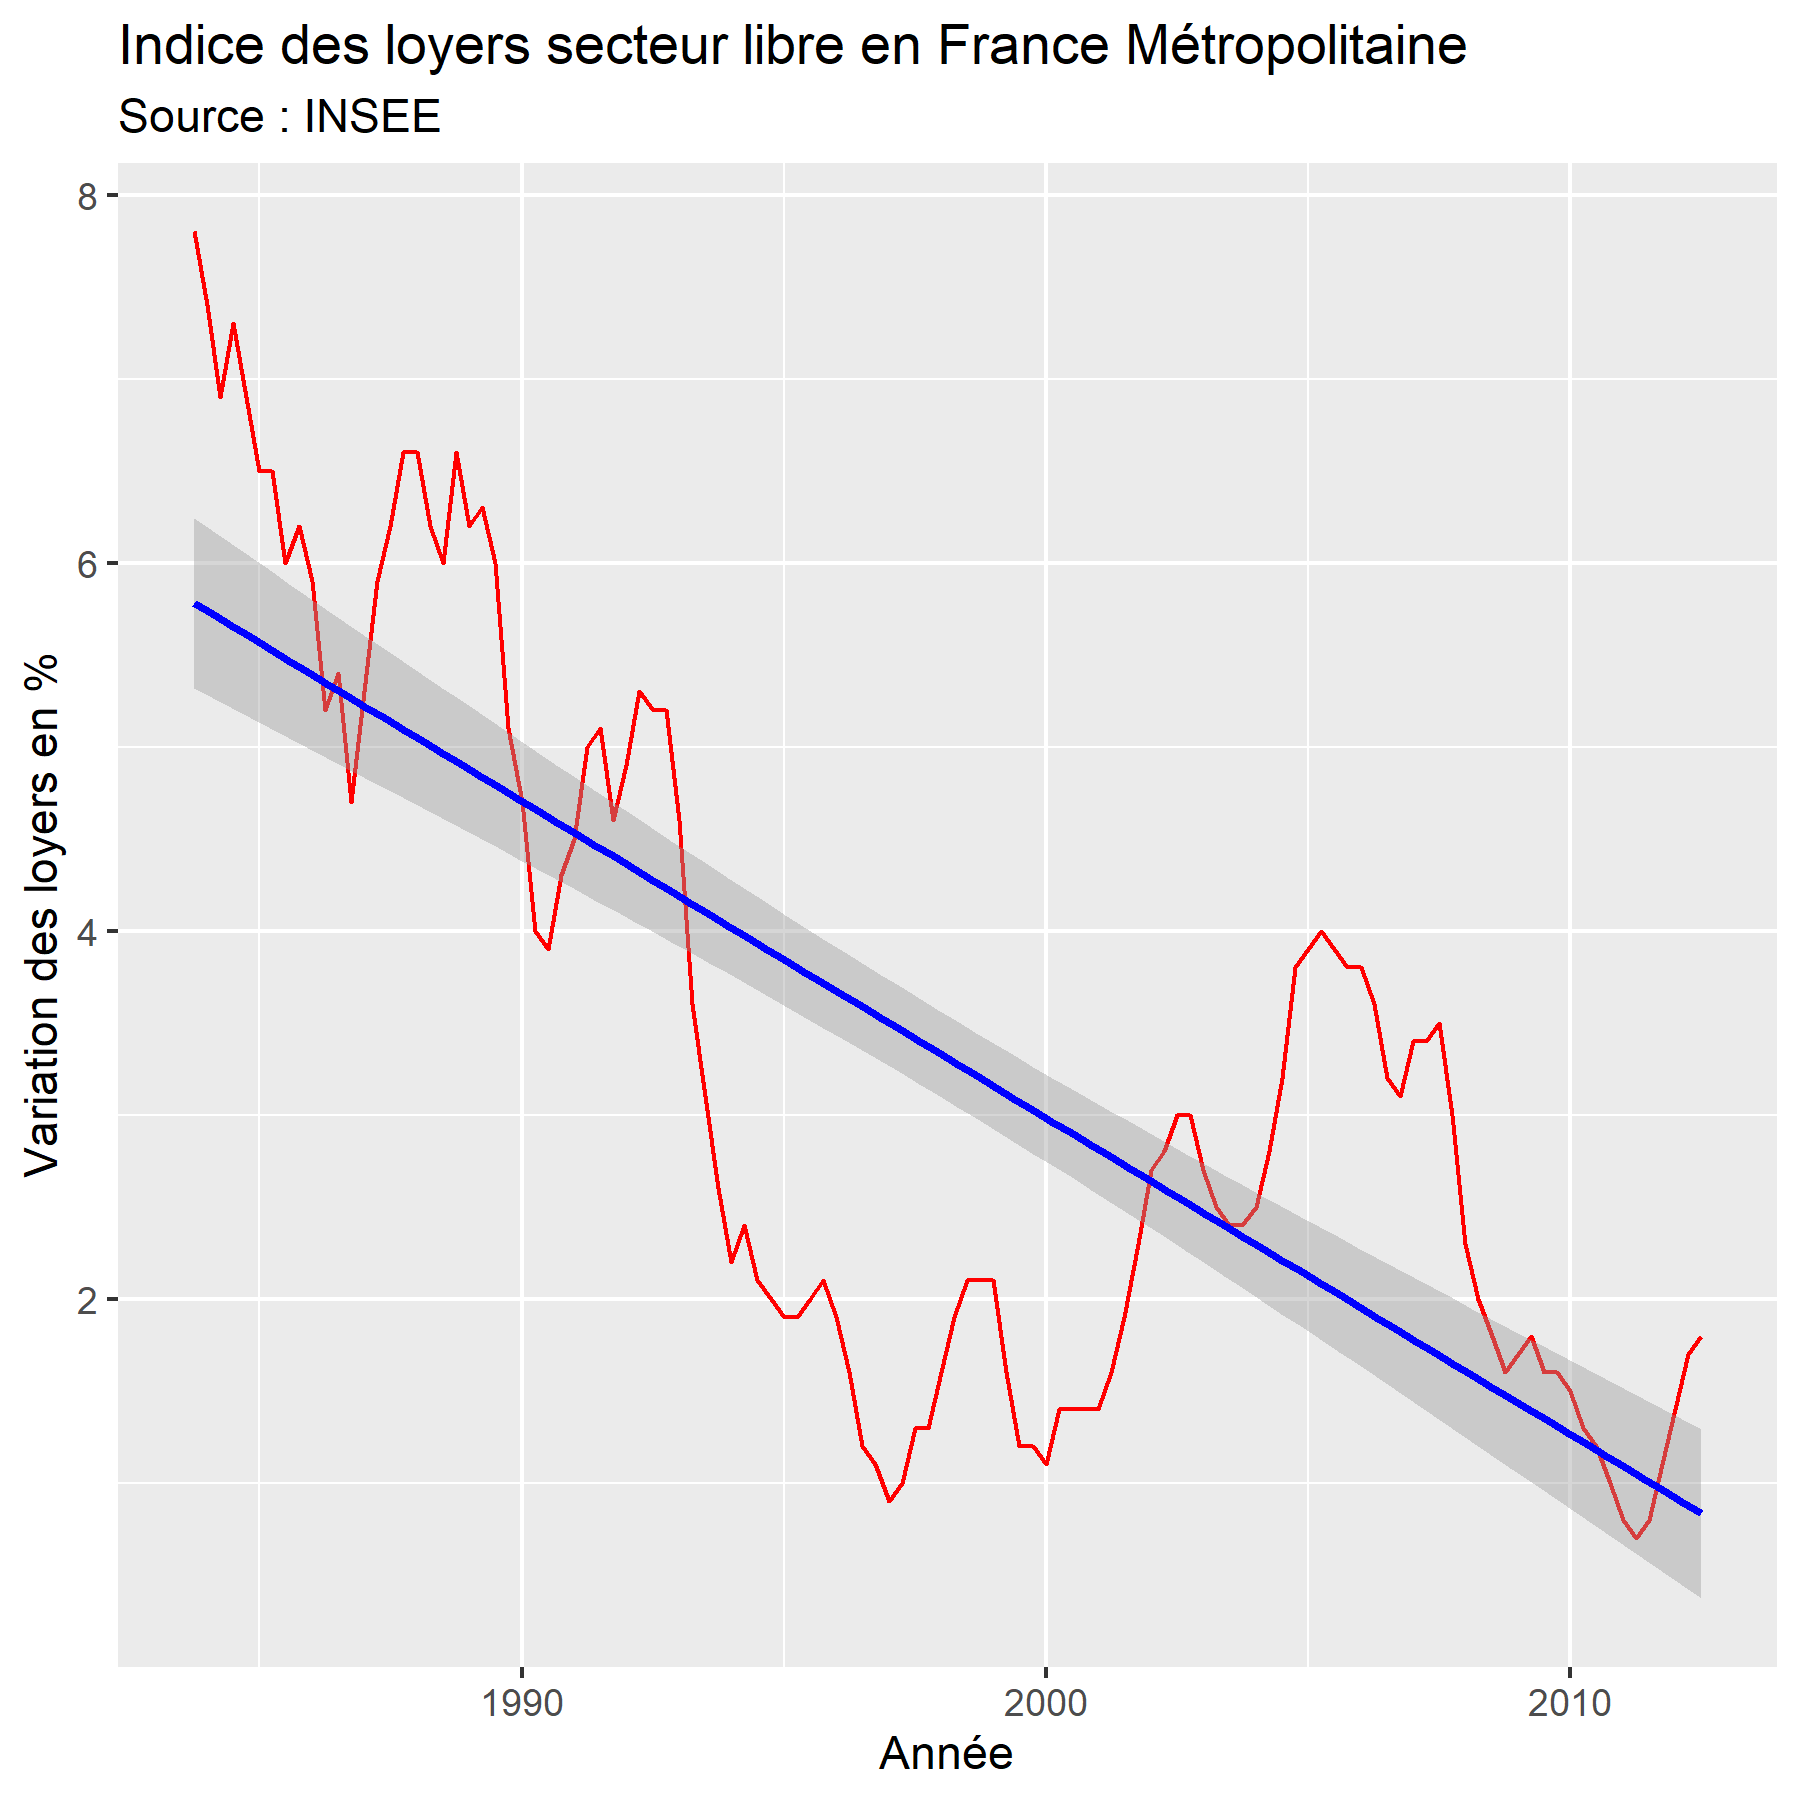 Indice des loyers secteur libre en France Métropolitaine
Source : INSEE
Variation des loyers en %
8
6
4
2
1990
2000
2010
Année